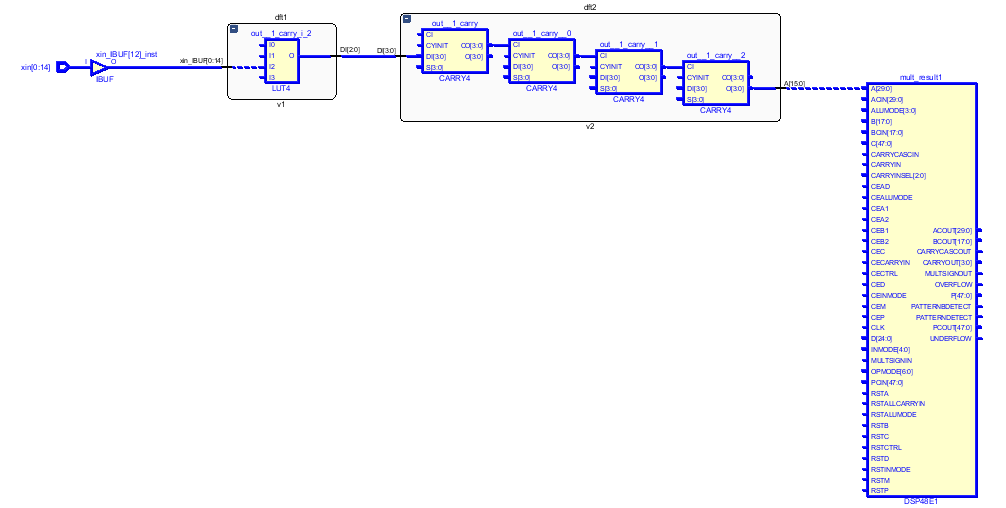 xin[0:14]
xin_IBUF[12]_inst
I
O
IBUF
xin_IBUF[0:14]
dft1
out__1_carry_i_2
I0
I1
O
I2
I3
LUT4
v1
DI[2:0]
DI[3:0]
dft2
out__1_carry
CI
CYINIT
CO[3:0]
DI[3:0]
O[3:0]
S[3:0]
CARRY4
out__1_carry__0
CI
CYINIT
CO[3:0]
DI[3:0]
O[3:0]
S[3:0]
CARRY4
out__1_carry__1
CI
CYINIT
CO[3:0]
DI[3:0]
O[3:0]
S[3:0]
CARRY4
out__1_carry__2
CI
CYINIT
CO[3:0]
DI[3:0]
O[3:0]
S[3:0]
CARRY4
v2
A[15:0]
mult_result1
A[29:0]
ACIN[29:0]
ALUMODE[3:0]
B[17:0]
BCIN[17:0]
C[47:0]
CARRYCASCIN
CARRYIN
CARRYINSEL[2:0]
CEAD
CEALUMODE
CEA1
CEA2
CEB1 ACOUT[29:0]
CEB2 BCOUT[17:0]
CEC CARRYCASCOUT
CECARRYIN CARRYOUT[3:0]
CECTRL MULTSIGNOUT
CED OVERFLOW
CEINMODE P[47:0]
CEM PATTERNBDETECT
CEP PATTERNDETECT
CLK PCOUT[47:0]
D[24:0] UNDERFLOW
INMODE[4:0]
MULTSIGNIN
OPMODE[6:0]
PCIN[47:0]
RSTA
RSTALLCARRYIN
RSTALUMODE
RSTB
RSTC
RSTCTRL
RSTD
RSTINMODE
RSTM
RSTP
DSP48E1